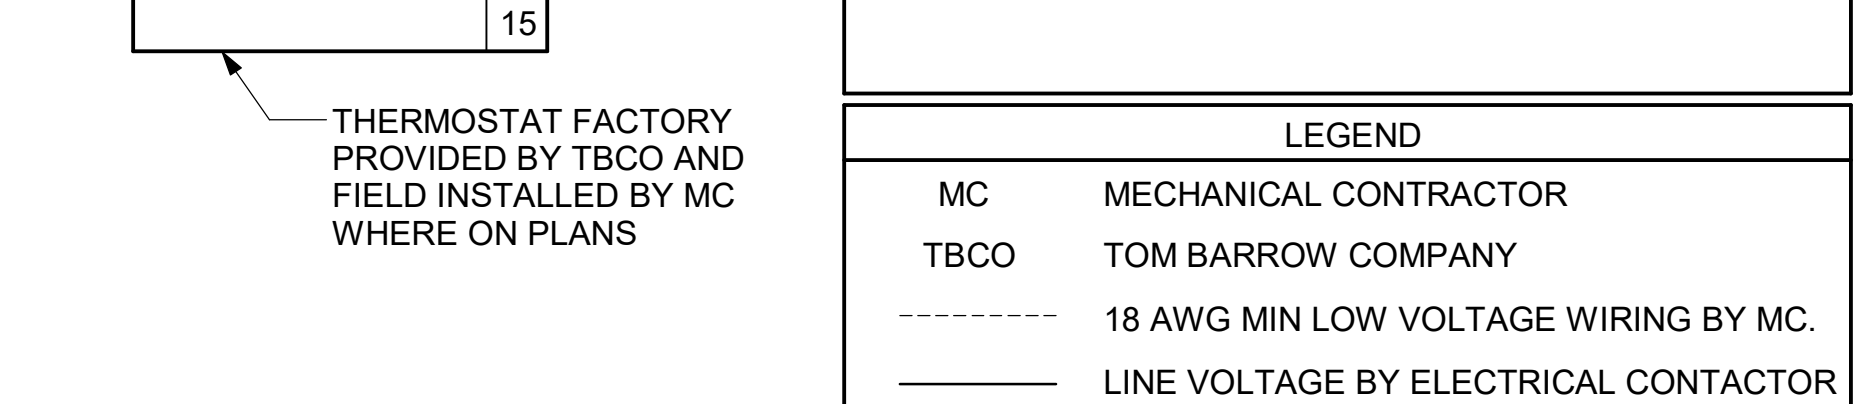 15
THERMOSTAT FACTORY
PROVIDED BY TBCO AND
FIELD INSTALLED BY MC
WHERE ON PLANS
LEGEND
MC MECHANICAL CONTRACTOR
TBCO TOM BARROW COMPANY
18 AWG MIN LOW VOLTAGE WIRING BY MC.
LINE VOLTAGE BY ELECTRICAL CONTACTOR